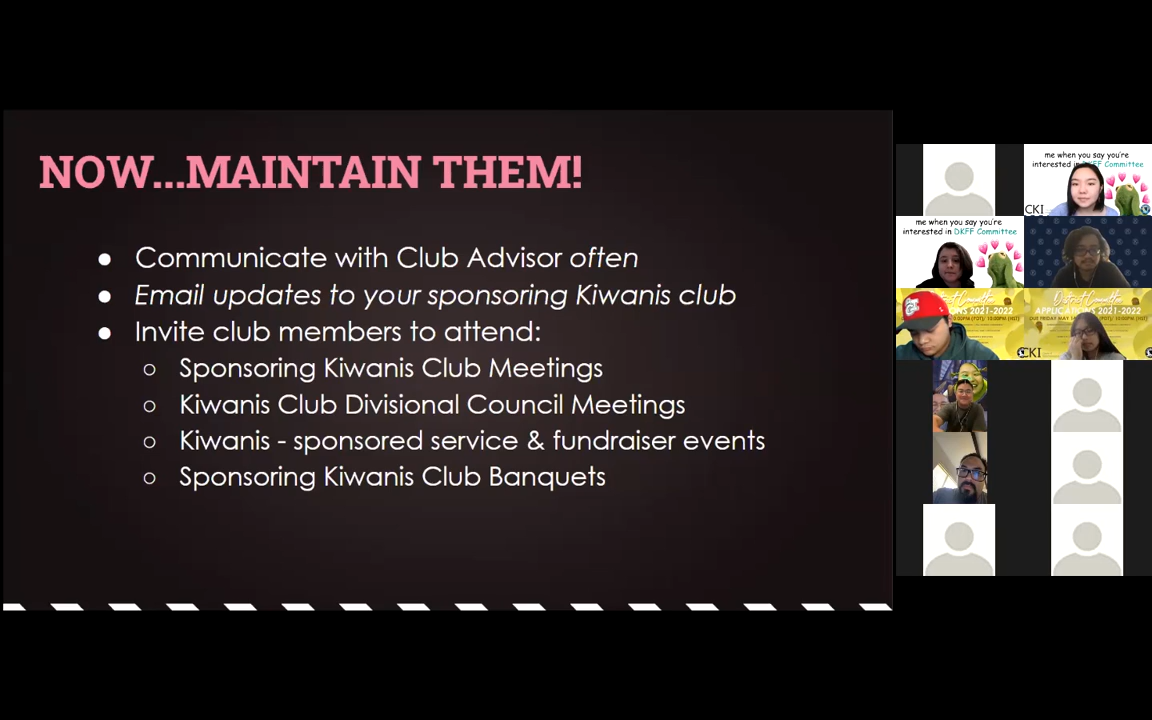 NOW...MAINTAIN THEM!
● Communicate with Club Advisor often
● Email updates to your sponsoring Kiwanis club
● Invite club members to attend:
○ Sponsoring Kiwanis Club Meetings
○ Kiwanis Club Divisional Council Meetings
○ Kiwanis - sponsored service & fundraiser events
○ Sponsoring Kiwanis Club Banquets
me when you say you're
interested in DKFF Committee
CKI
me when you say you're
interested in DKFF Committee
District Committee
APPLICATIONS 2021-2022
CKI